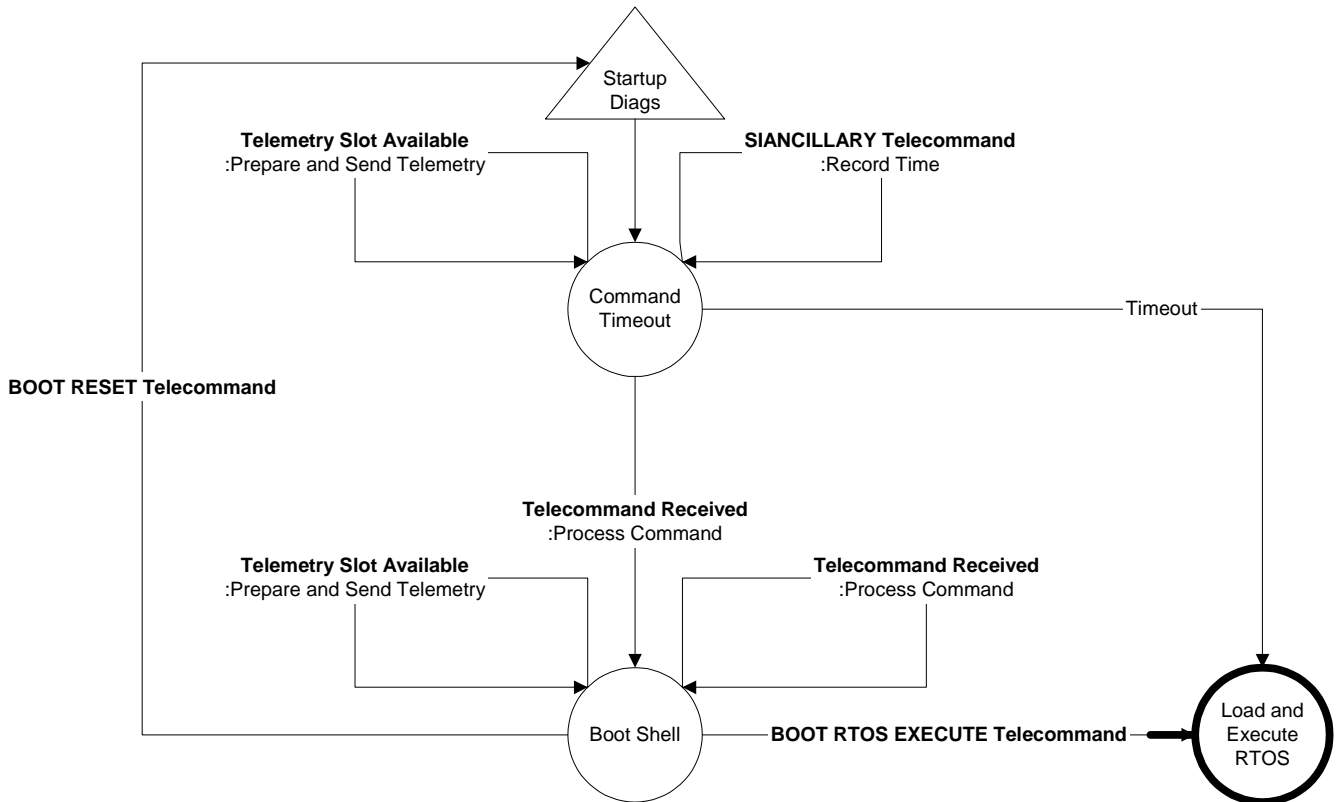 Startup
Diags
Telemetry Slot Available
:Prepare and Send Telemetry
SIANCILLARY Telecommand
:Record Time
Command
Timeout
Timeout
BOOT RESET Telecommand
Telecommand Received
:Process Command
Telemetry Slot Available
:Prepare and Send Telemetry
Telecommand Received
:Process Command
Boot Shell
BOOT RTOS EXECUTE Telecommand
Load and
Execute
RTOS